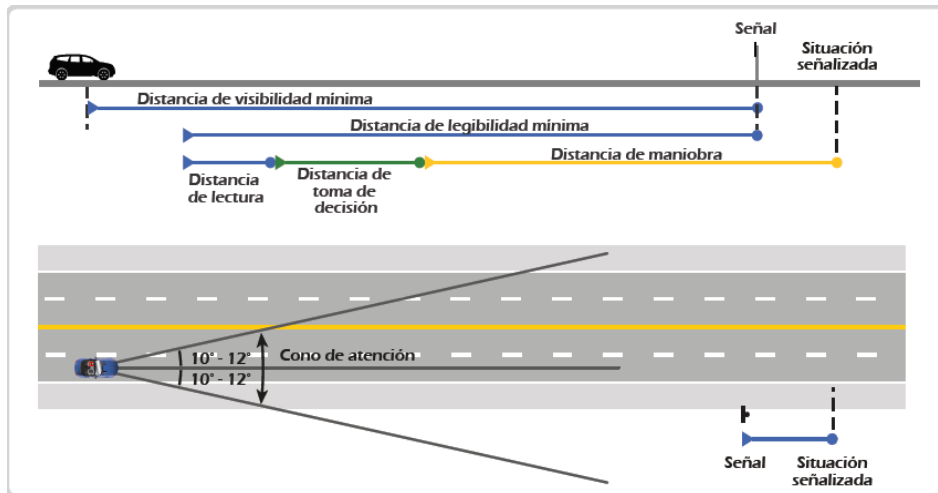 Señal
Situación
señalizada
Distancia de visibilidad mínima
Distancia de legibilidad mínima
Distancia de maniobra
Distancia
de lectura
Distancia de
toma de
decisión
10° - 12°
Cono de atención
10° - 12°
Señal
Situación
señalizada